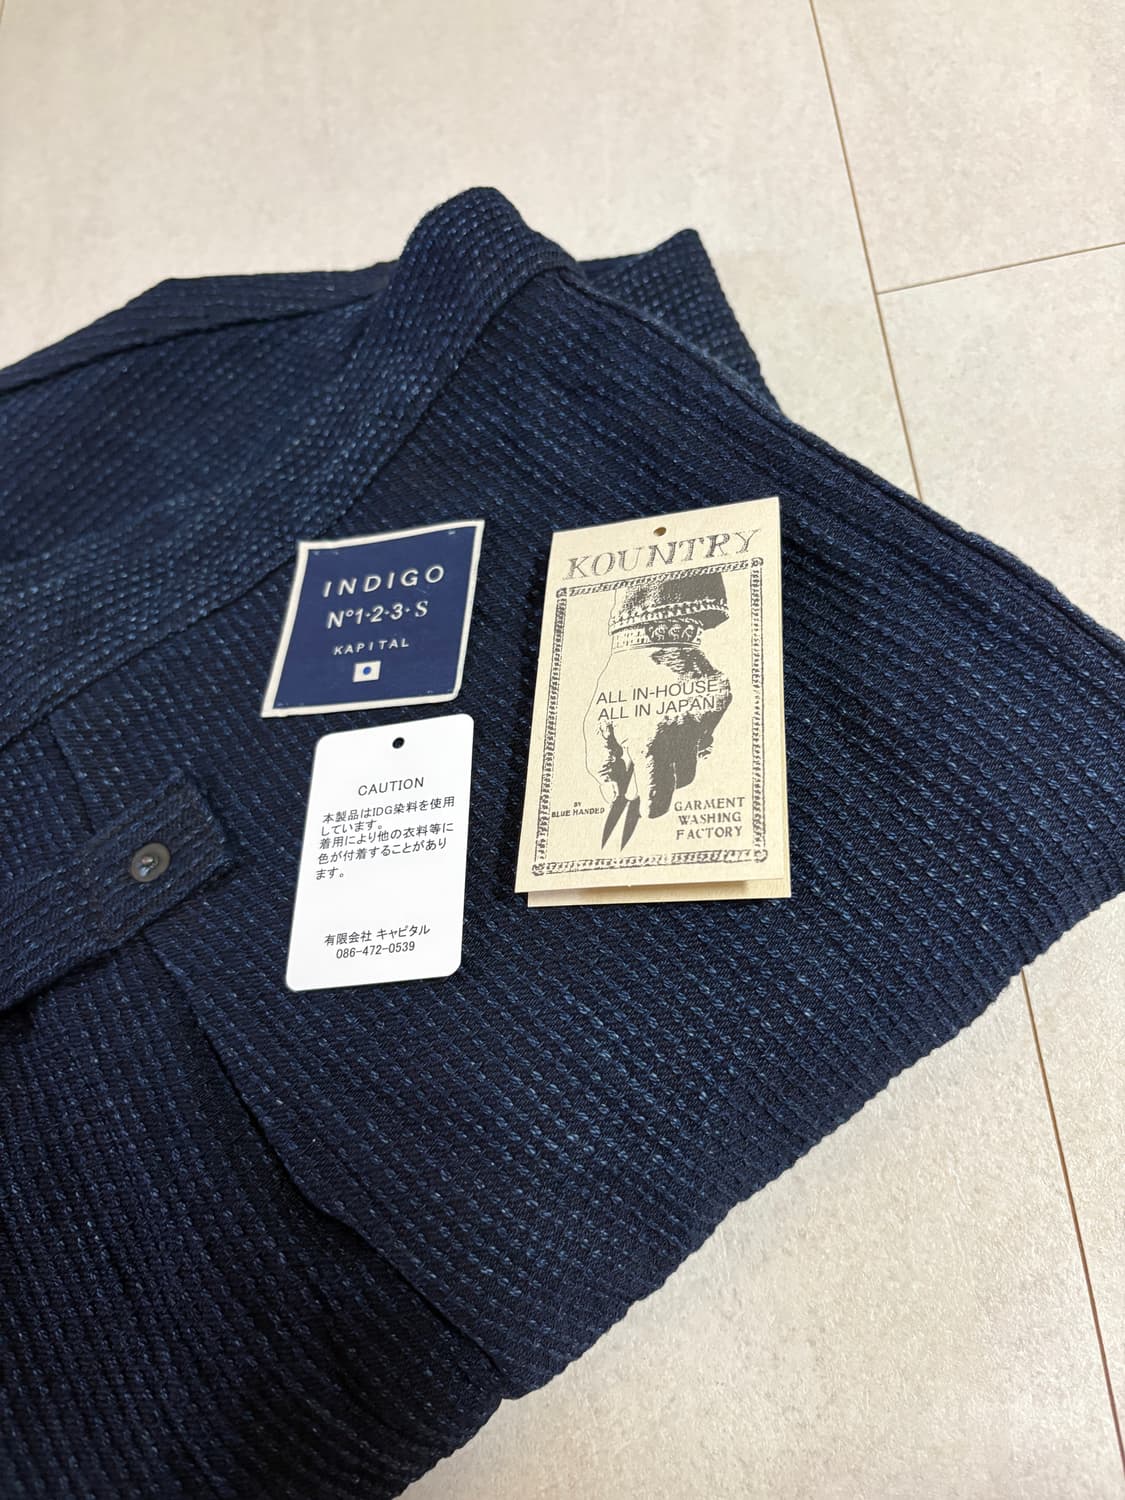 INDIGO
Nº1·2·3·S
KAPITAL
KOUNTRY
ALL IN-HOUSE,
ALL IN JAPAN.
BY
BLUE HANDED
GARMENT
WASHING
FACTORY
CAUTION
本製品はIDG染料を使用
しています。
着用により他の衣料等に
色が付着することがあり
ます。
有限会社 キャピタル
086-472-0539